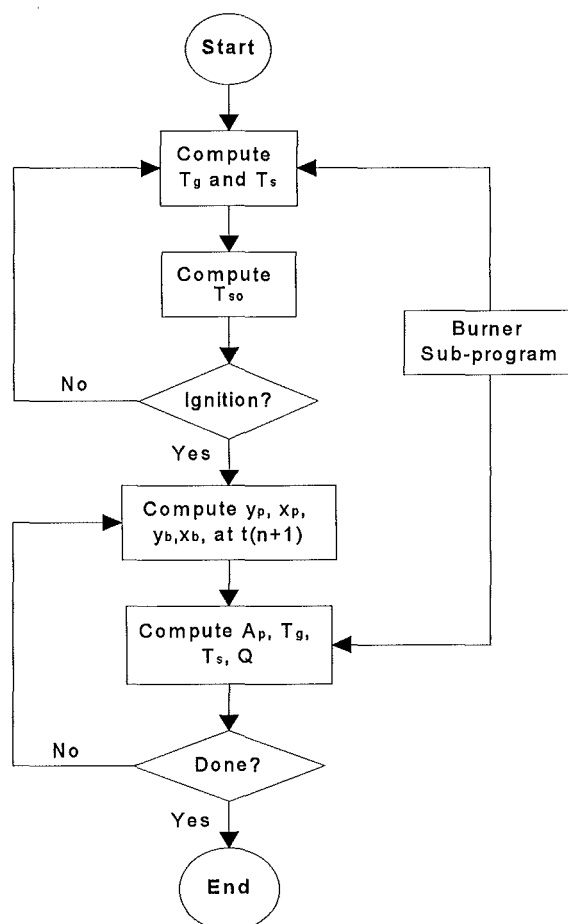 Start
Compute
Tg and Ts
Compute
Tso
Burner
Sub-program
No
Ignition?
Yes
Compute yp, xp,
yb,xb, at t(n+1)
Compute Ap, Tg,
Ts, Q
No
Done?
Yes
End